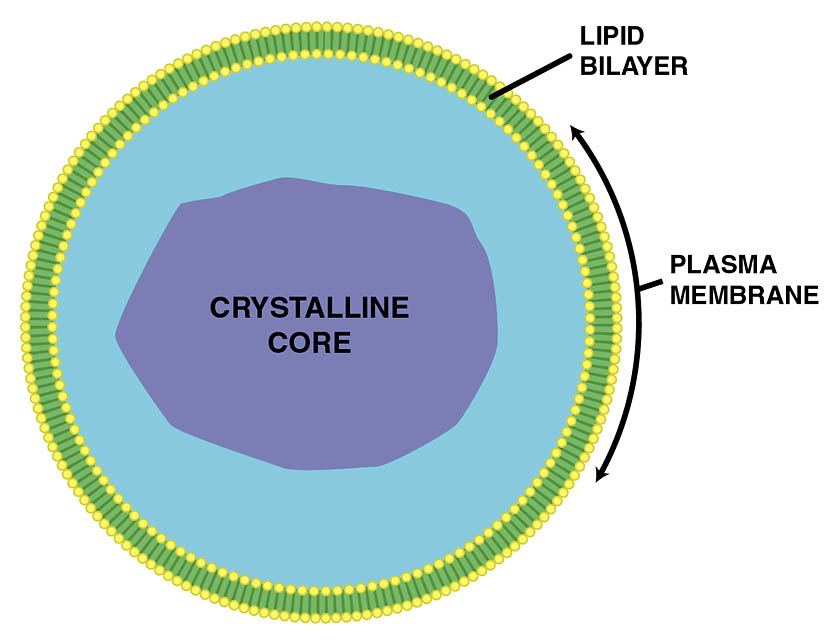 LIPID
BILAYER
PLASMA
MEMBRANE
CRYSTALLINE
CORE